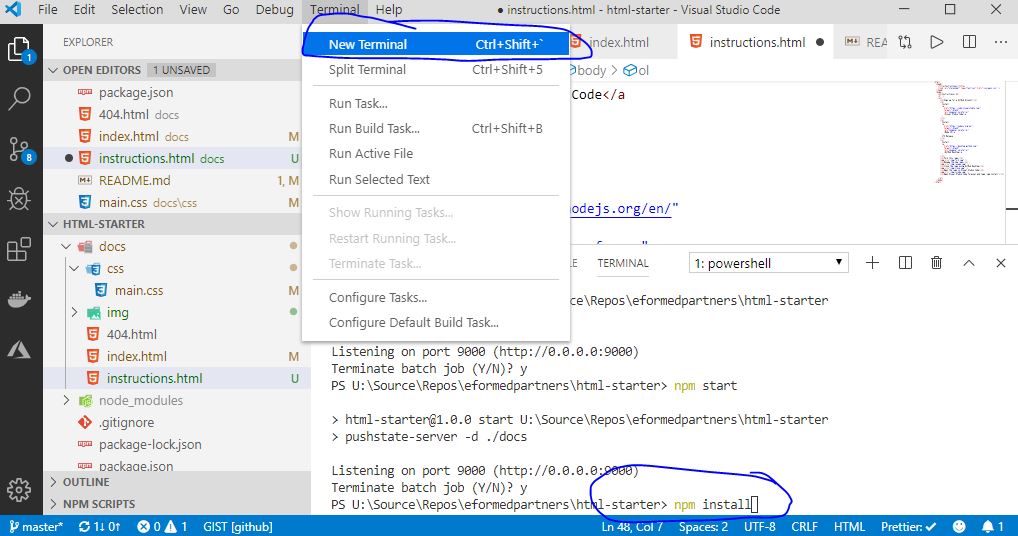 File Edit Selection View Go Debug Terminal Help ● instructions.html - html-starter - Visual Studio Code
EXPLORER
OPEN EDITORS 1 UNSAVED
package.json
404.html docs
index.html docs M
● instructions.html docs U
README.md 1, M
main.css docs\css M
HTML-STARTER
docs
css
main.css
img
404.html
index.html M
instructions.html U
node_modules
.gitignore
package-lock.json
package.json
OUTLINE
NPM SCRIPTS
New Terminal Ctrl+Shift+`
Split Terminal Ctrl+Shift+5
Run Task...
Run Build Task... Ctrl+Shift+B
Run Active File
Run Selected Text
Show Running Tasks...
Restart Running Task...
Terminate Task...
Configure Tasks...
Configure Default Build Task...
index.html instructions.html ● REA
body ol
Code</a
nodejs.org/en/"
LE TERMINAL 1: powershell
ource\Repos\eformedpartners\html-starter
Listening on port 9000 (http://0.0.0.0:9000)
Terminate batch job (Y/N)? y
PS U:\Source\Repos\eformedpartners\html-starter> npm start
> html-starter@1.0.0 start U:\Source\Repos\eformedpartners\html-starter
> pushstate-server -d ./docs
Listening on port 9000 (http://0.0.0.0:9000)
Terminate batch job (Y/N)? y
PS U:\Source\Repos\eformedpartners\html-starter> npm install
master* 1↓ 0↑ 0 1 GIST [github] Ln 48, Col 7 Spaces: 2 UTF-8 CRLF HTML Prettier: ✓ 1